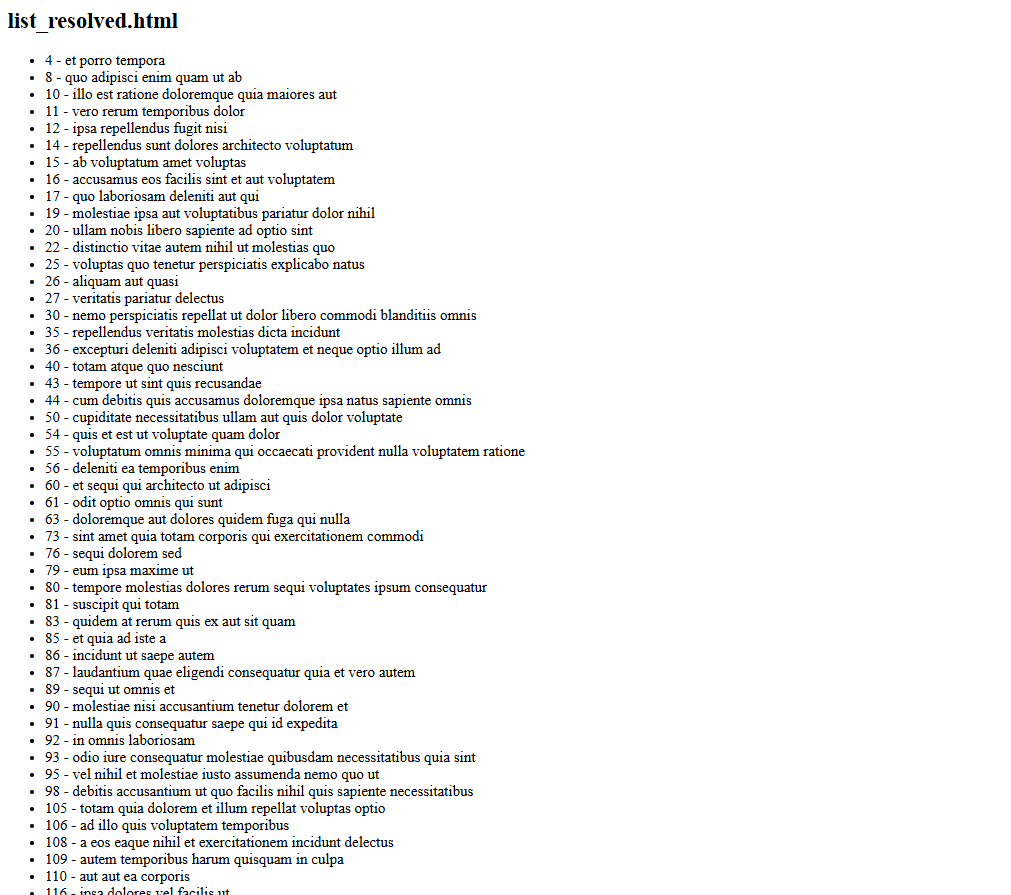 list_resolved.html
4 - et porro tempora
8 - quo adipisci enim quam ut ab
10 - illo est ratione doloremque quia maiores aut
11 - vero rerum temporibus dolor
12 - ipsa repellendus fugit nisi
14 - repellendus sunt dolores architecto voluptatum
15 - ab voluptatum amet voluptas
16 - accusamus eos facilis sint et aut voluptatem
17 - quo laboriosam deleniti aut qui
19 - molestiae ipsa aut voluptatibus pariatur dolor nihil
20 - ullam nobis libero sapiente ad optio sint
22 - distinctio vitae autem nihil ut molestias quo
25 - voluptas quo tenetur perspiciatis explicabo natus
26 - aliquam aut quasi
27 - veritatis pariatur delectus
30 - nemo perspiciatis repellat ut dolor libero commodi blanditiis omnis
35 - repellendus veritatis molestias dicta incidunt
36 - excepturi deleniti adipisci voluptatem et neque optio illum ad
40 - totam atque quo nesciunt
43 - tempore ut sint quis recusandae
44 - cum debitis quis accusamus doloremque ipsa natus sapiente omnis
50 - cupiditate necessitatibus ullam aut quis dolor voluptate
54 - quis et est ut voluptate quam dolor
55 - voluptatum omnis minima qui occaecati provident nulla voluptatem ratione
56 - deleniti ea temporibus enim
60 - et sequi qui architecto ut adipisci
61 - odit optio omnis qui sunt
63 - doloremque aut dolores quidem fuga qui nulla
73 - sint amet quia totam corporis qui exercitationem commodi
76 - sequi dolorem sed
79 - eum ipsa maxime ut
80 - tempore molestias dolores rerum sequi voluptates ipsum consequatur
81 - suscipit qui totam
83 - quidem at rerum quis ex aut sit quam
85 - et quia ad iste a
86 - incidunt ut saepe autem
87 - laudantium quae eligendi consequatur quia et vero autem
89 - sequi ut omnis et
90 - molestiae nisi accusantium tenetur dolorem et
91 - nulla quis consequatur saepe qui id expedita
92 - in omnis laboriosam
93 - odio iure consequatur molestiae quibusdam necessitatibus quia sint
95 - vel nihil et molestiae iusto assumenda nemo quo ut
98 - debitis accusantium ut quo facilis nihil quis sapiente necessitatibus
105 - totam quia dolorem et illum repellat voluptas optio
106 - ad illo quis voluptatem temporibus
108 - a eos eaque nihil et exercitationem incidunt delectus
109 - autem temporibus harum quisquam in culpa
110 - aut aut ea corporis
116 - ipsa dolores vel facilis ut